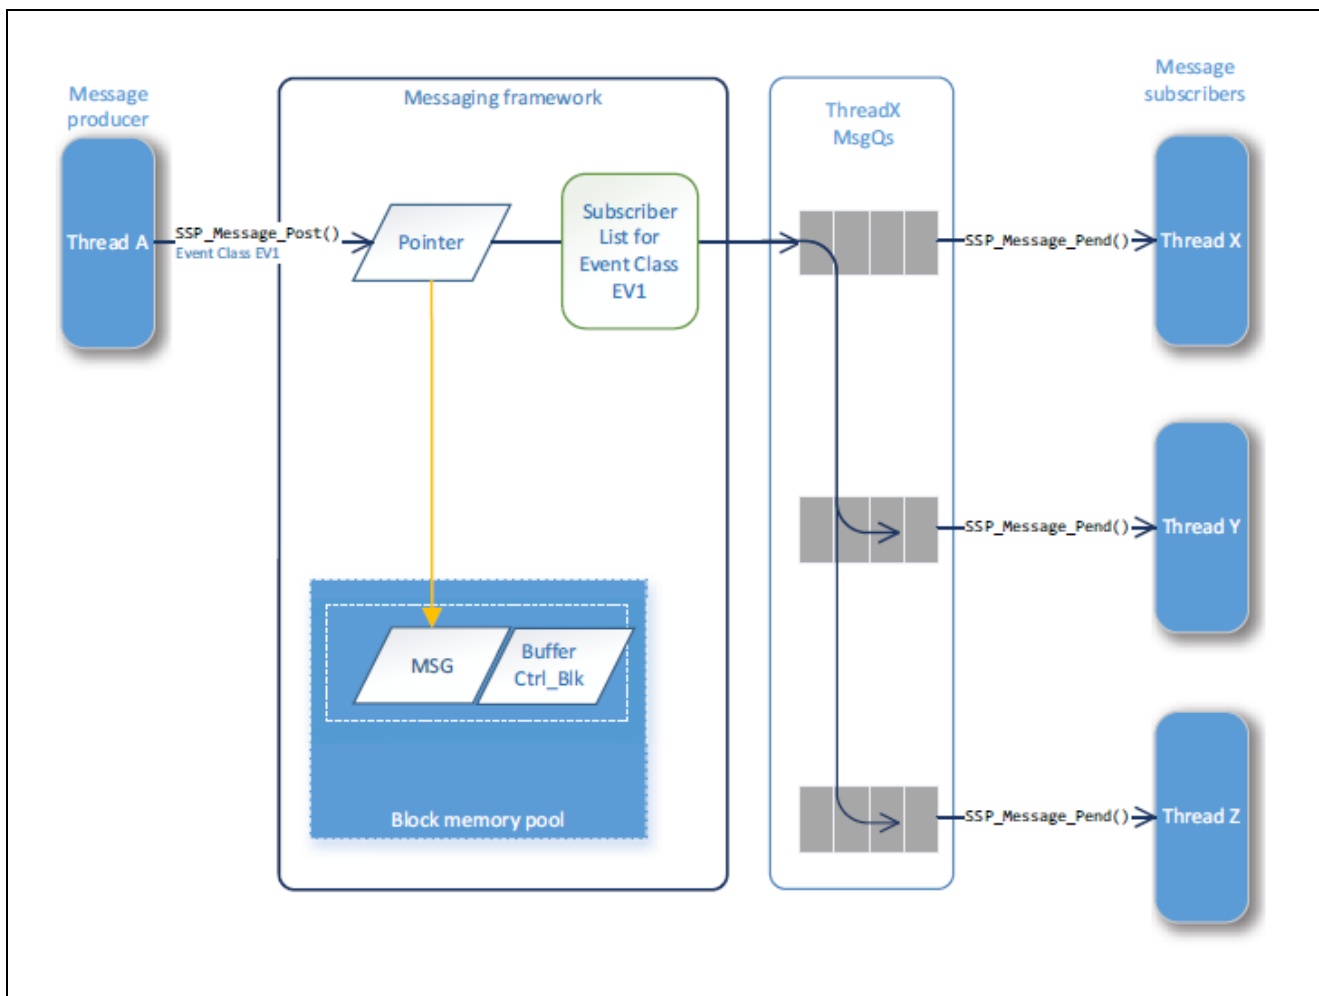 Message
producer
Thread A
SSP_Message_Post()
Event Class EV1
Messaging framework
Pointer
Subscriber
List for
Event Class
EV1
MSG
Buffer
Ctrl_Blk
Block memory pool
ThreadX
MsgQs
Message
subscribers
SSP_Message_Pend()
Thread X
SSP_Message_Pend()
Thread Y
SSP_Message_Pend()
Thread Z